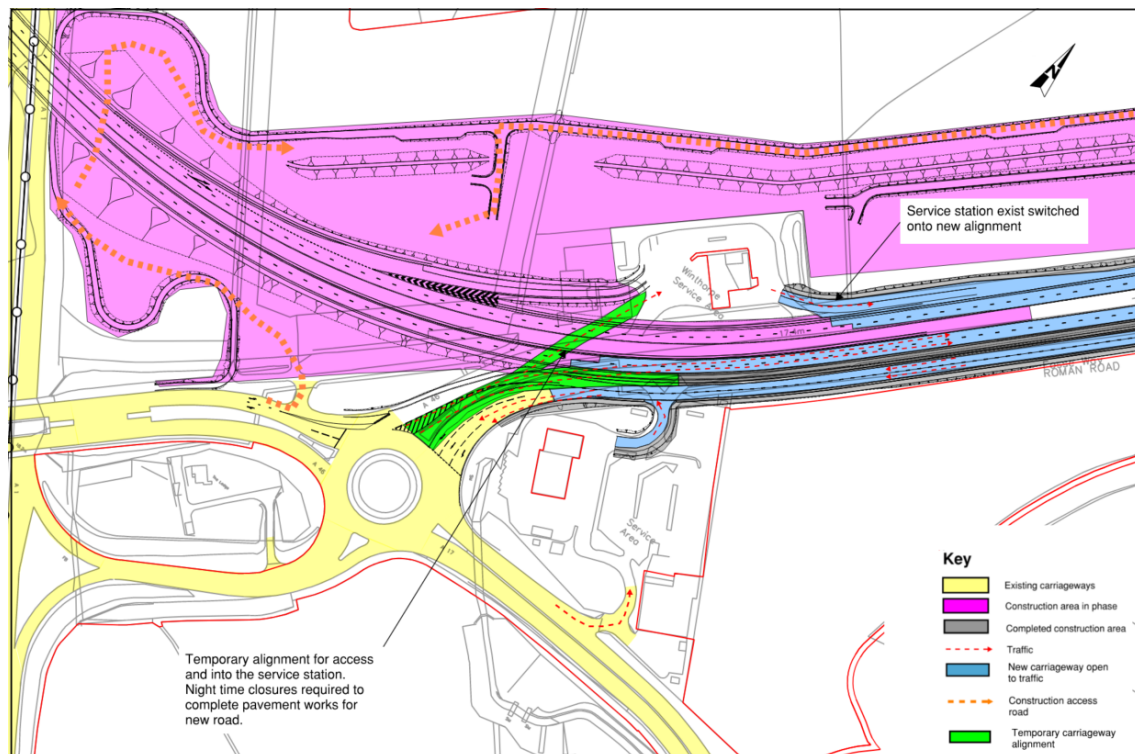 N
Service station exist switched
onto new alignment
Winthorpe
Service Area
17.4m
ROMAN ROAD
A 46
A 46
A 1
A 17
Service
Area
Temporary alignment for access
and into the service station.
Night time closures required to
complete pavement works for
new road.
Key
Existing carriageways
Construction area in phase
Completed construction area
Traffic
New carriageway open
to traffic
Construction access
road
Temporary carriageway
alignment